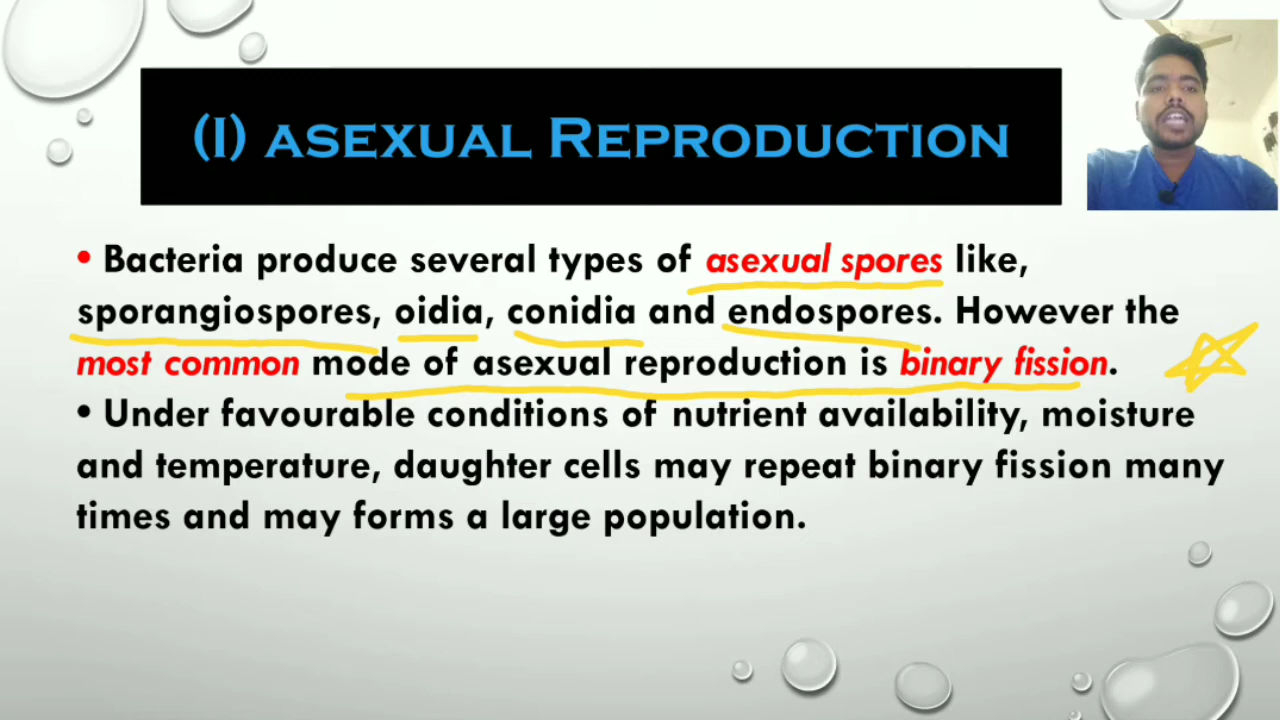 (I) ASEXUAL REPRODUCTION
• Bacteria produce several types of asexual spores like,
sporangiospores, oidia, conidia and endospores. However the
most common mode of asexual reproduction is binary fission.
• Under favourable conditions of nutrient availability, moisture
and temperature, daughter cells may repeat binary fission many
times and may forms a large population.